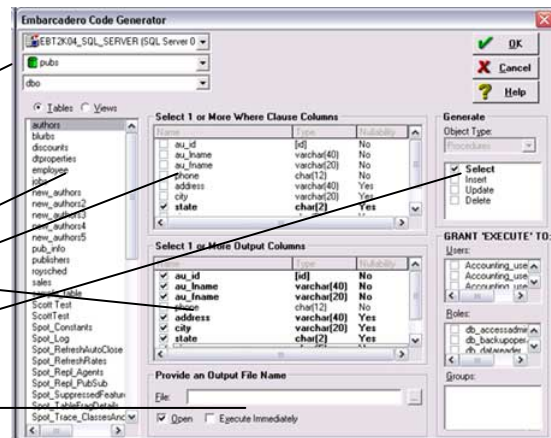 Embarcadero Code Generator
EBT2K04_SQL_SERVER (SQL Server 0
pubs
dbo
OK
Cancel
Help
Tables Views
authors
blurbs
discounts
dtproperties
employee
jobs
new_authors
new_authors2
new_authors3
new_authors4
new_authors5
pub_info
publishers
roysched
sales
Scott Test
ScottTest
Spot_Constants
Spot_Log
Spot_RefreshAutoClose
Spot_RefreshRates
Spot_Repl_Agents
Spot_Repl_PubSub
Spot_SuppressedFeatur
Spot_TableFragDetails
Spot_Trace_ClassesAnd
Select 1 or More Where Clause Columns
Name Type Nullability
au_id [id] No
au_lname varchar(40) No
au_fname varchar(20) No
phone char(12) No
address varchar(40) Yes
city varchar(20) Yes
state char(2) Yes
Select 1 or More Output Columns
Name Type Nullability
au_id [id] No
au_lname varchar(40) No
au_fname varchar(20) No
phone char(12) No
address varchar(40) Yes
city varchar(20) Yes
state char(2) Yes
Provide an Output File Name
File:
...
Open Execute Immediately
Generate
Object Type:
Procedures
Select
Insert
Update
Delete
GRANT 'EXECUTE' TO:
Users:
Accounting_use
Accounting_use
Roles:
db_accessadmir
db_backupoper
db_datareader
Groups: